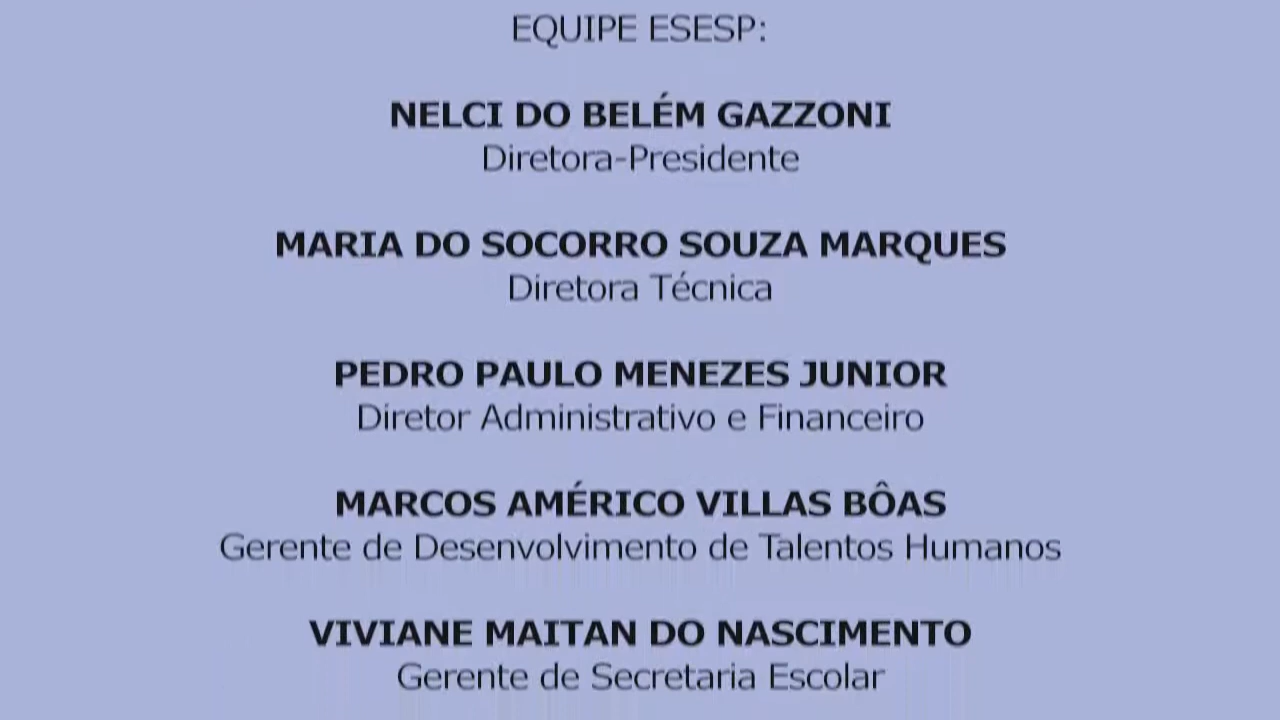 EQUIPE ESESP:
NELCI DO BELÉM GAZZONI
Diretora-Presidente
MARIA DO SOCORRO SOUZA MARQUES
Diretora Técnica
PEDRO PAULO MENEZES JUNIOR
Diretor Administrativo e Financeiro
MARCOS AMÉRICO VILLAS BÔAS
Gerente de Desenvolvimento de Talentos Humanos
VIVIANE MAITAN DO NASCIMENTO
Gerente de Secretaria Escolar